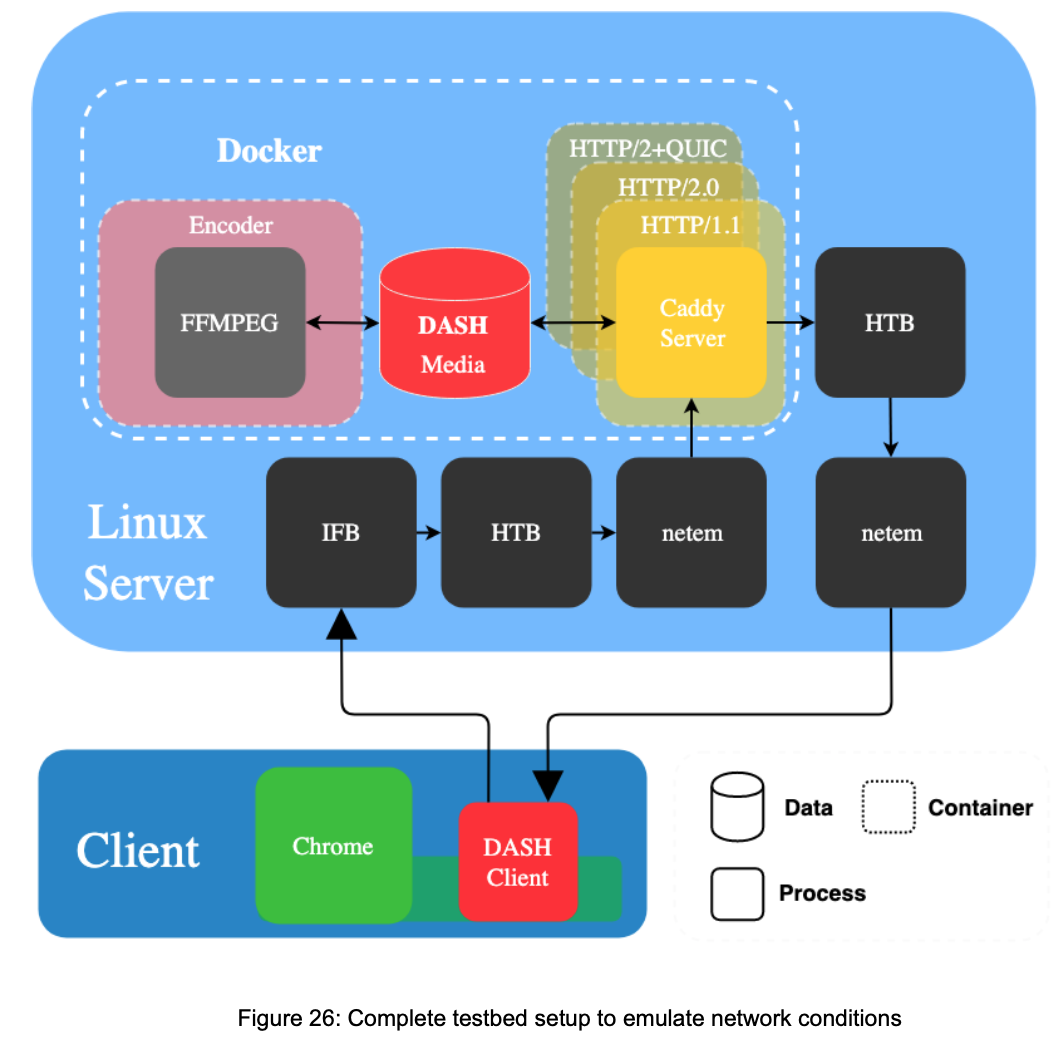 Docker
HTTP/2+QUIC
HTTP/2.0
HTTP/1.1
Encoder
FFMPEG
DASH
Media
Caddy
Server
HTB
Linux
Server
IFB
HTB
netem
netem
Client
Chrome
DASH
Client
Data
Container
Process
Figure 26: Complete testbed setup to emulate network conditions